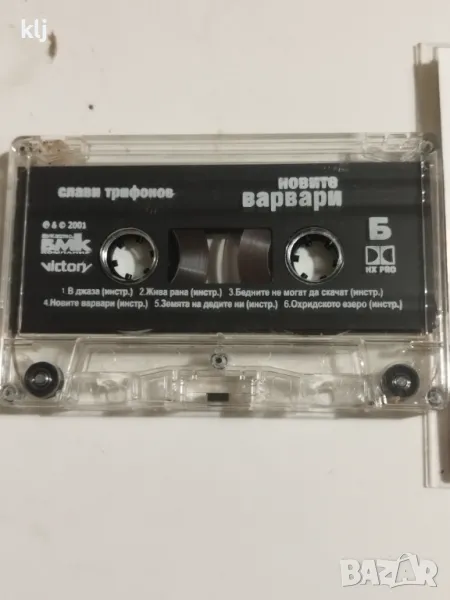 klj
слави трифонов
новите
варвари
℗ & © 2001
БМК
victory
Б
HX PRO
1.В джаза (инстр.) 2.Жива рана (инстр.) 3.Бедните не могат да скачат (инстр.)
4.Новите варвари (инстр.) 5.Земята на дедите ни (инстр.) 6.Охридското езеро (инстр.)
BAZAR